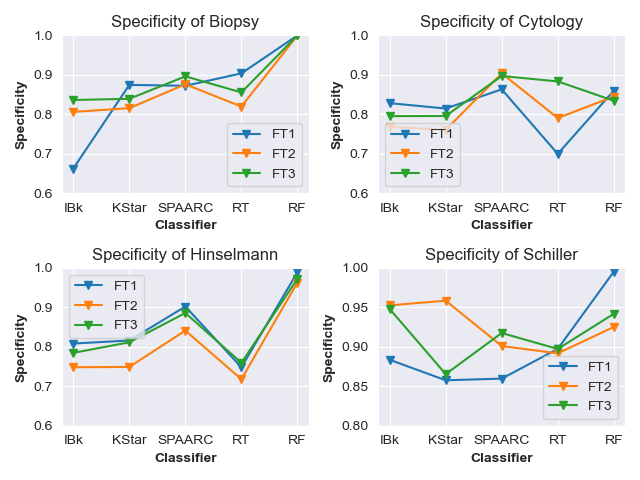 Specificity of Biopsy
Specificity
1.0
0.9
0.8
0.7
0.6
IBk KStar SPAARC RT RF
Classifier
FT1
FT2
FT3
Specificity of Cytology
Specificity
1.0
0.9
0.8
0.7
0.6
IBk KStar SPAARC RT RF
Classifier
FT1
FT2
FT3
Specificity of Hinselmann
Specificity
1.0
0.9
0.8
0.7
0.6
IBk KStar SPAARC RT RF
Classifier
FT1
FT2
FT3
Specificity of Schiller
Specificity
1.00
0.95
0.90
0.85
0.80
IBk KStar SPAARC RT RF
Classifier
FT1
FT2
FT3